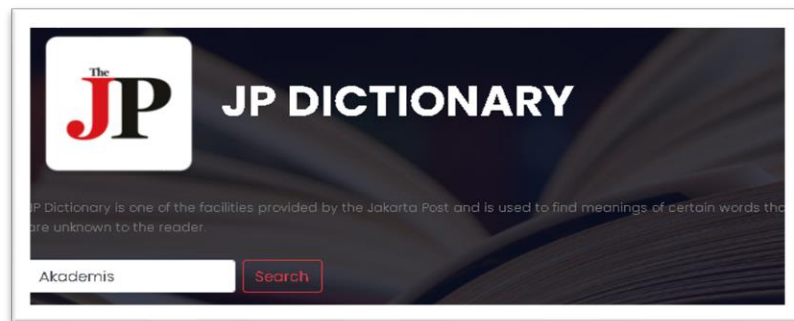 The
JP
JP DICTIONARY
JP Dictionary is one of the facilities provided by the Jakarta Post and is used to find meanings of certain words tha
are unknown to the reader.
Akademis
Search